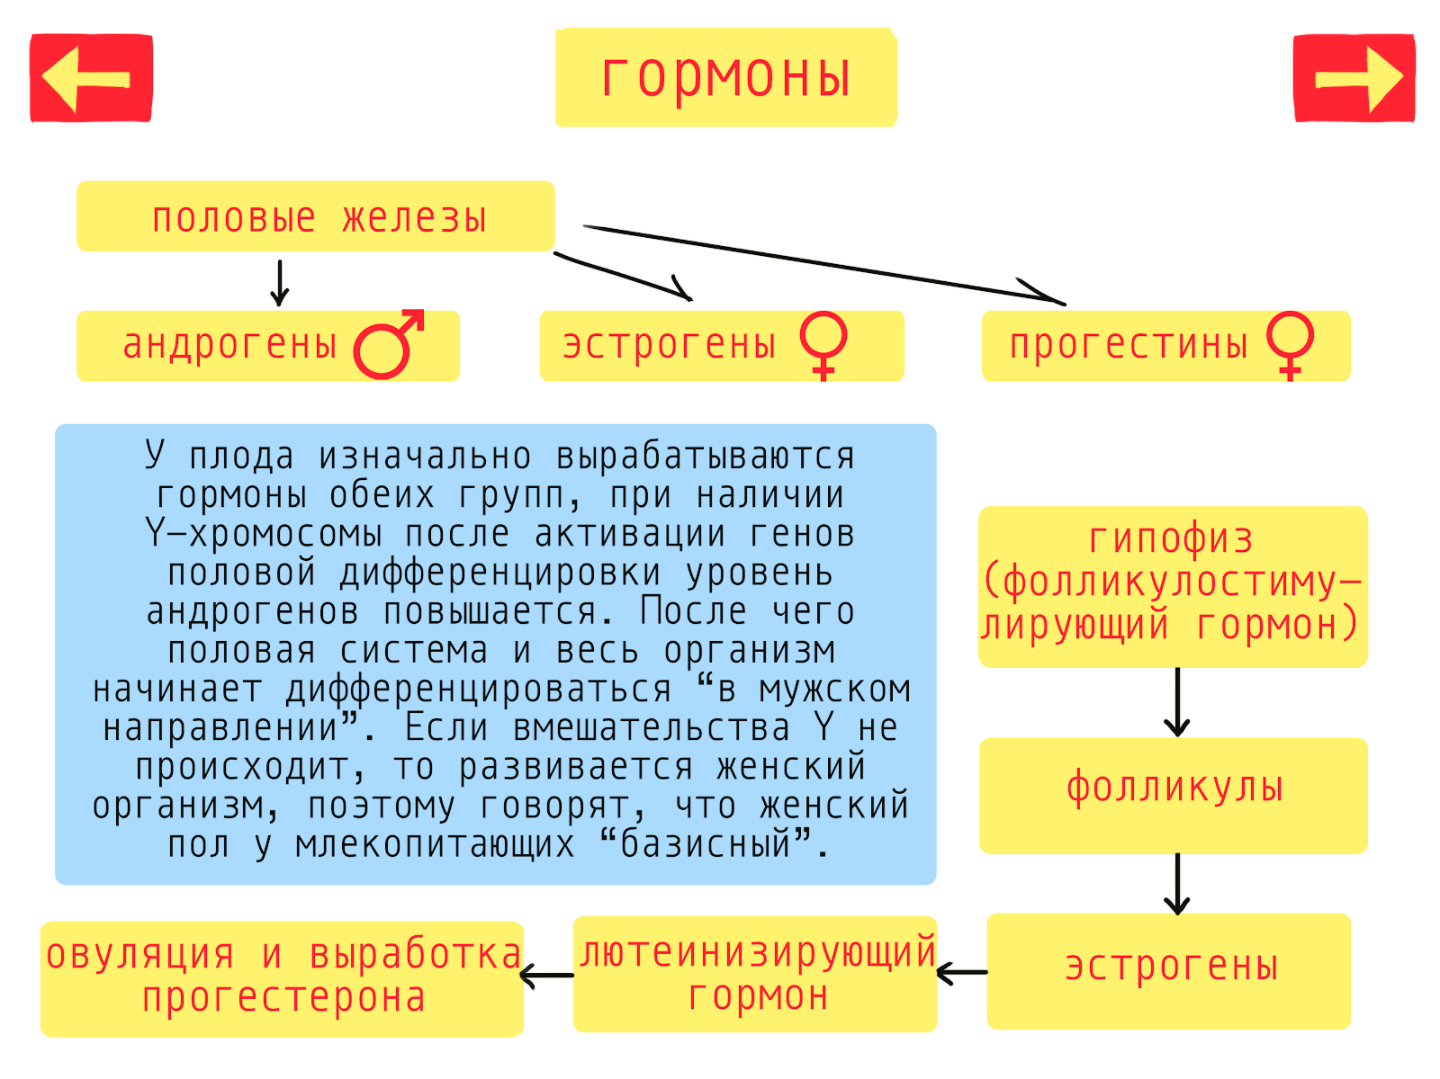 гормоны
половые железы
андрогены
эстрогены
прогестины
У плода изначально вырабатываются
гормоны обеих групп, при наличии
Y-хромосомы после активации генов
половой дифференцировки уровень
андрогенов повышается. После чего
половая система и весь организм
начинает дифференцироваться “в мужском
направлении”. Если вмешательства Y не
происходит, то развивается женский
организм, поэтому говорят, что женский
пол у млекопитающих “базисный”.
гипофиз
(фолликулостиму-
лирующий гормон)
фолликулы
эстрогены
лютеинизирующий
гормон
овуляция и выработка
прогестерона